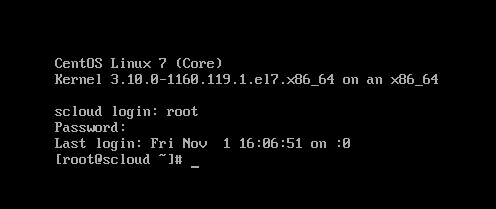 CentOS Linux 7 (Core)
Kernel 3.10.0-1160.119.1.el7.x86_64 on an x86_64
scloud login: root
Password:
Last login: Fri Nov  1 16:06:51 on :0
[root@scloud ~]# _